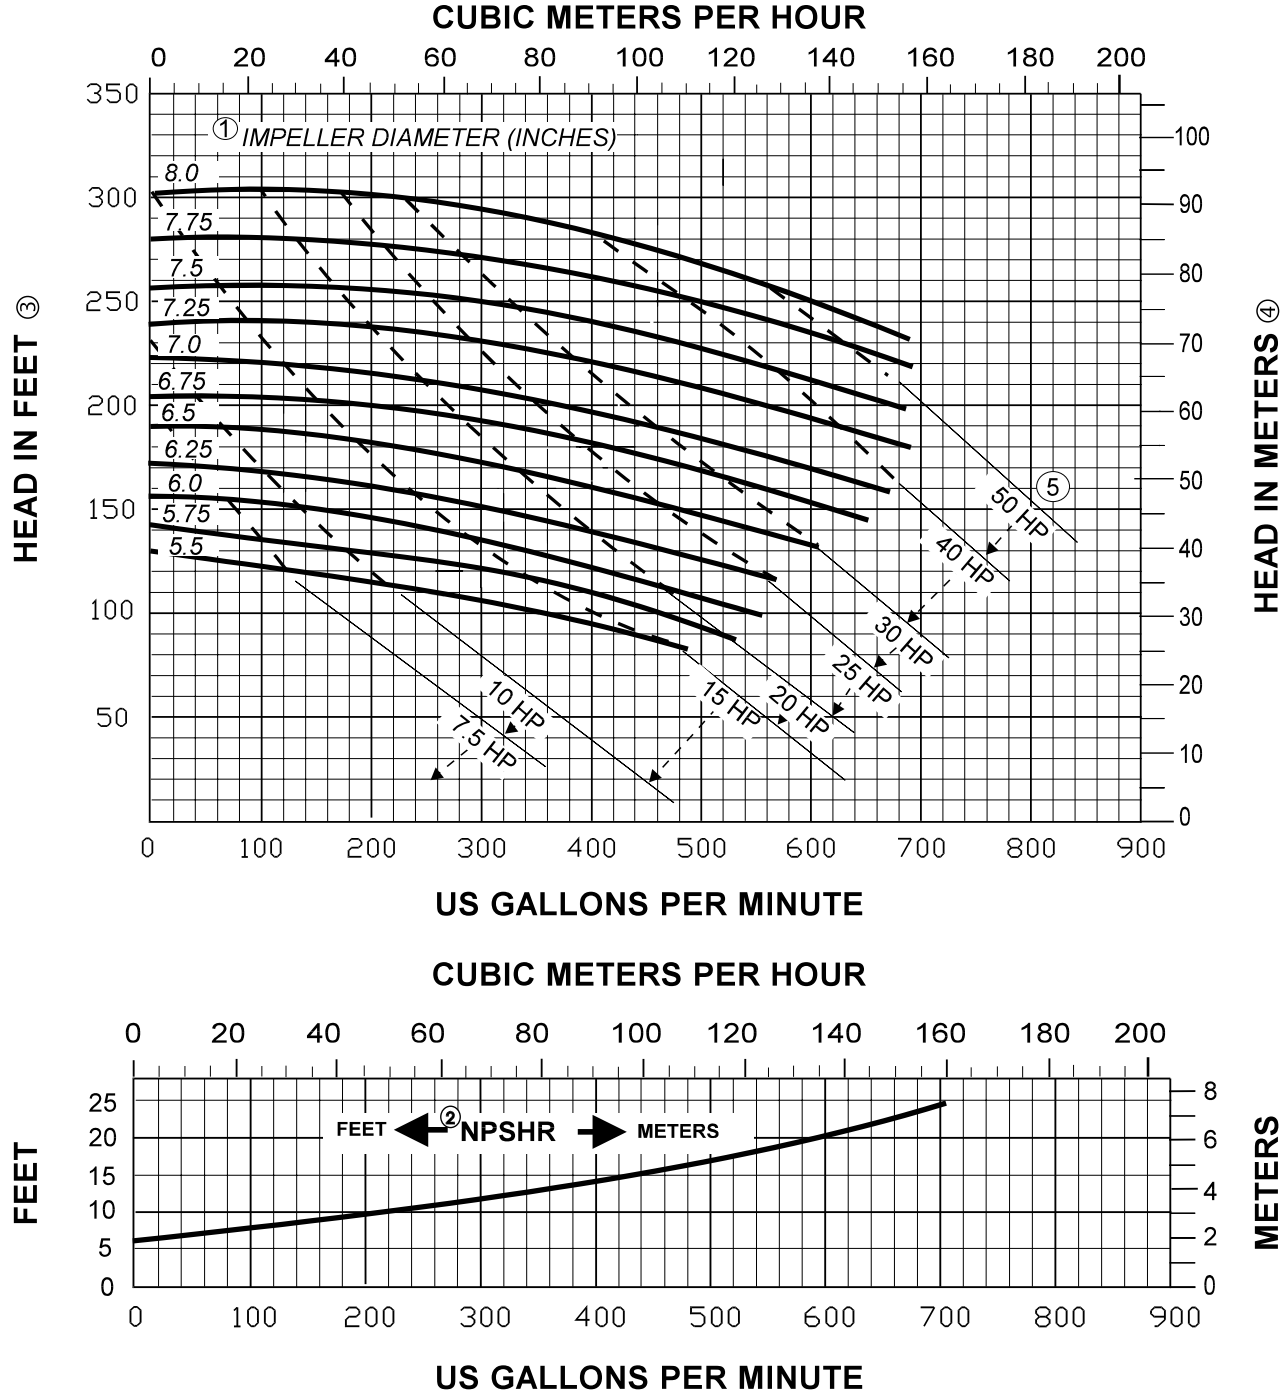 CUBIC METERS PER HOUR
0 20 40 60 80 100 120 140 160 180 200
350
① IMPELLER DIAMETER (INCHES)
100
8.0
300
90
7.75
7.5
80
250
7.25
HEAD IN FEET ③
HEAD IN METERS ④
7.0
70
6.75
200
60
6.5
6.25
50
⑤
6.0
150
50 HP
5.75
5.5
40
40 HP
100
30
30 HP
25 HP
20
10 HP
15 HP
20 HP
50
7.5 HP
10
0
0 100 200 300 400 500 600 700 800 900
US GALLONS PER MINUTE
CUBIC METERS PER HOUR
0 20 40 60 80 100 120 140 160 180 200
25
8
FEET ② NPSHR METERS
20
6
FEET
METERS
15
4
10
2
5
0
0
0 100 200 300 400 500 600 700 800 900
US GALLONS PER MINUTE